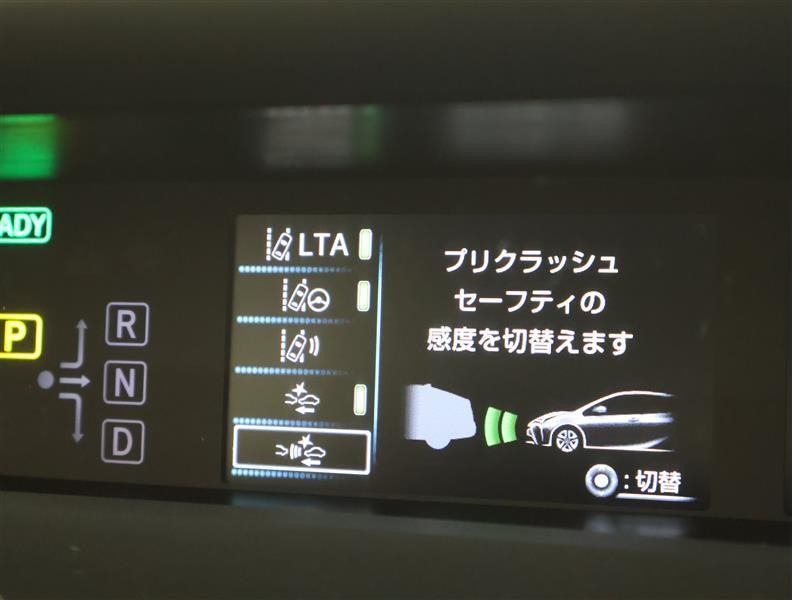 ADY
P
R
N
D
LTA
プリクラッシュ
セーフティの
感度を切替えます
:切替